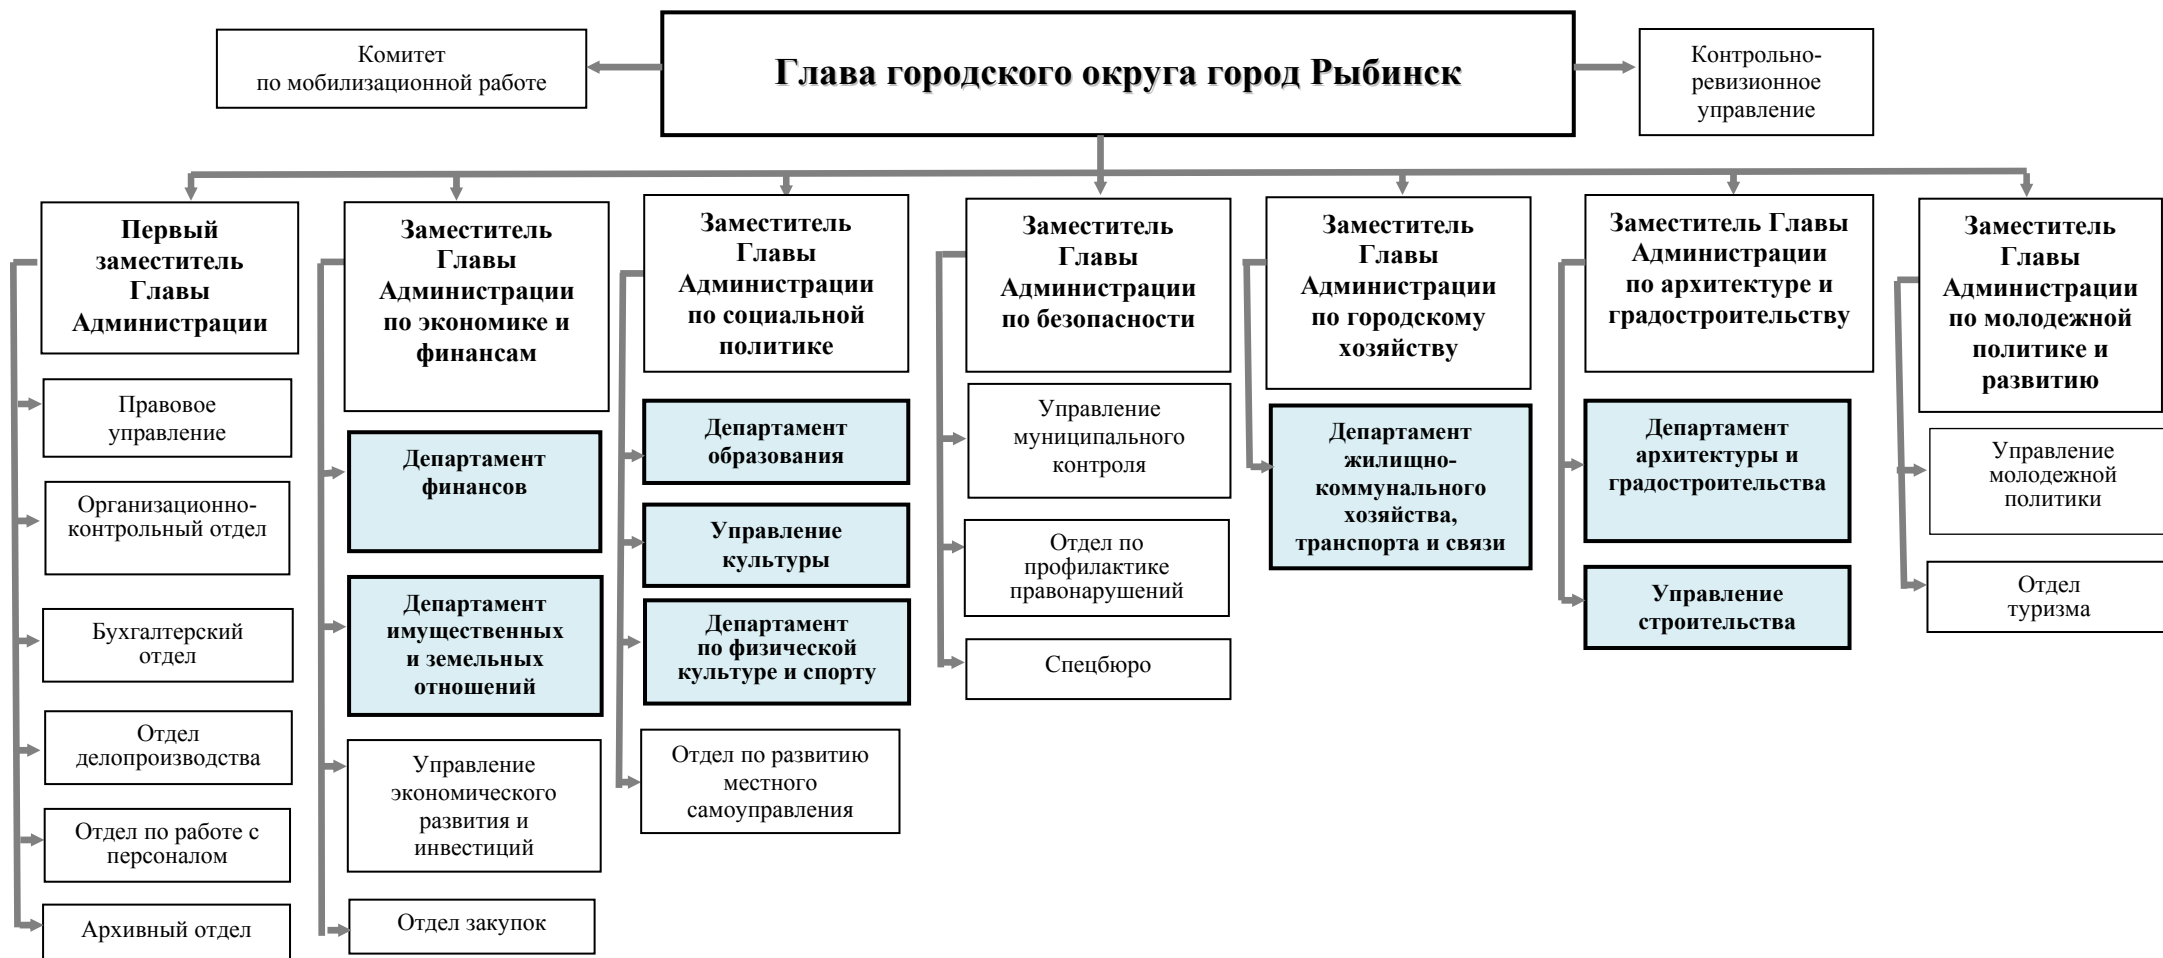 Комитет
по мобилизационной работе
Глава городского округа город Рыбинск
Контрольно-
ревизионное
управление
Первый
заместитель
Главы
Администрации
Правовое
управление
Организационно-
контрольный отдел
Бухгалтерский
отдел
Отдел
делопроизводства
Отдел по работе с
персоналом
Архивный отдел
Заместитель
Главы
Администрации
по экономике и
финансам
Департамент
финансов
Департамент
имущественных
и земельных
отношений
Управление
экономического
развития и
инвестиций
Отдел закупок
Заместитель
Главы
Администрации
по социальной
политике
Департамент
образования
Управление
культуры
Департамент
по физической
культуре и спорту
Отдел по развитию
местного
самоуправления
Заместитель
Главы
Администрации
по безопасности
Управление
муниципального
контроля
Отдел по
профилактике
правонарушений
Спецбюро
Заместитель
Главы
Администрации
по городскому
хозяйству
Департамент
жилищно-
коммунального
хозяйства,
транспорта и связи
Заместитель Главы
Администрации
по архитектуре и
градостроительству
Департамент
архитектуры и
градостроительства
Управление
строительства
Заместитель
Главы
Администрации
по молодежной
политике и
развитию
Управление
молодежной
политики
Отдел
туризма